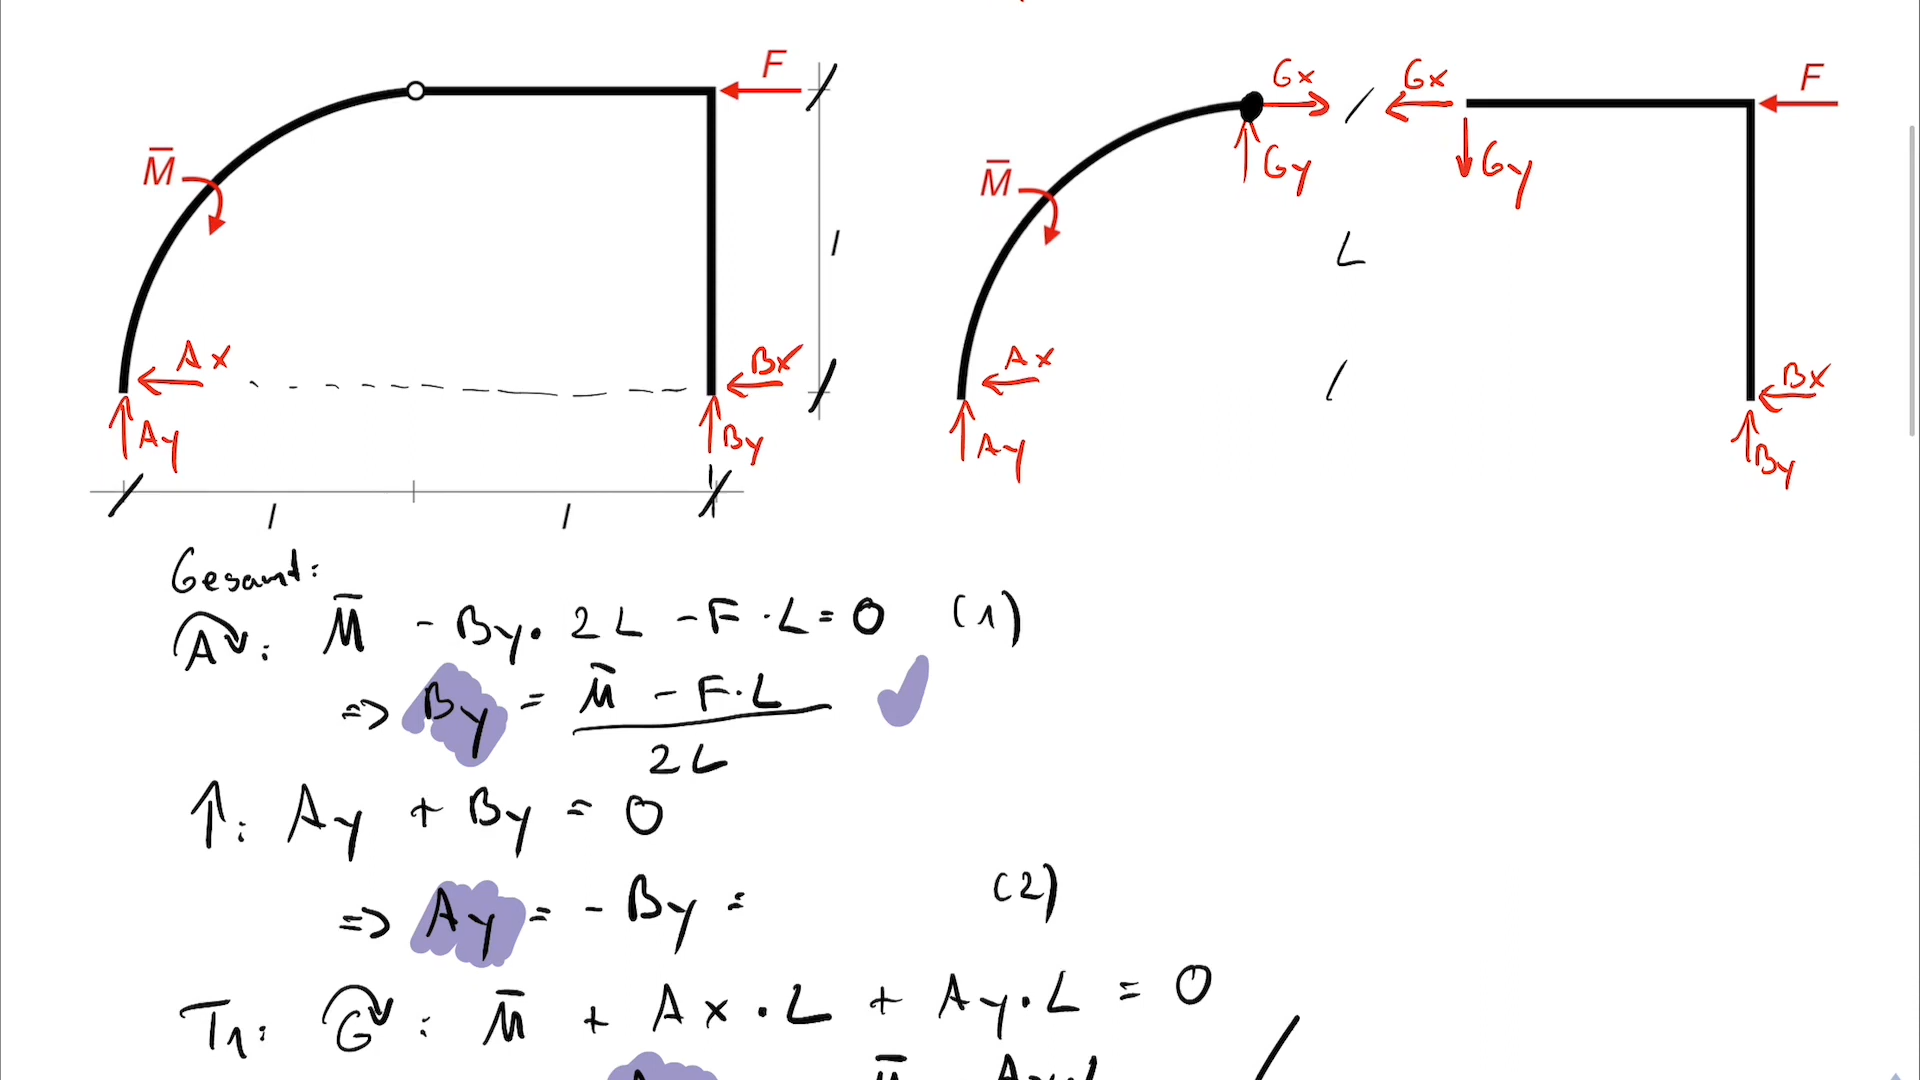 F
M̄
l
Ax
Bx
Ay
By
l l
Gx Gx F
Gy Gy
M̄
L
Ax
Bx
Ay
By
Gesamt:
A: M̄ - By · 2L - F · L = 0 (1)
=> By = (M̄ - F · L) / 2L ✓
↑: Ay + By = 0
=> Ay = - By = (2)
T1: G: M̄ + Ax · L + Ay · L = 0